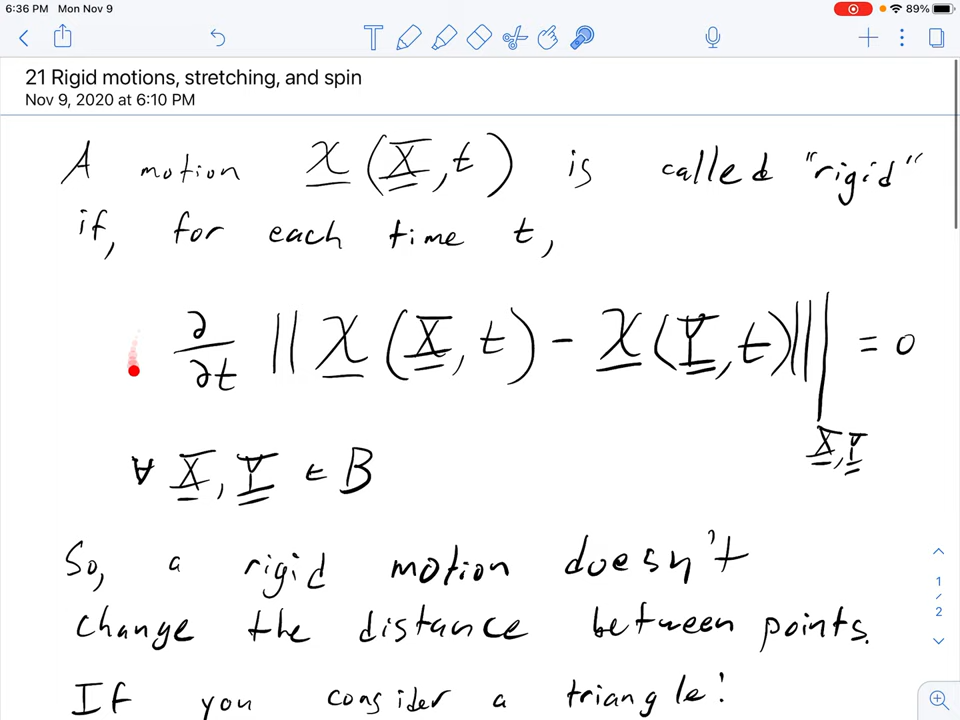 6:36 PM Mon Nov 9
89%
21 Rigid motions, stretching, and spin
Nov 9, 2020 at 6:10 PM
A motion χ(X, t) is called "rigid"
if, for each time t,
∂/∂t ||χ(X, t) - χ(Y, t)|| |X,Y = 0
∀ X, Y ∈ B
So, a rigid motion doesn't
change the distance between points.
If you consider a triangle:
1
/
2